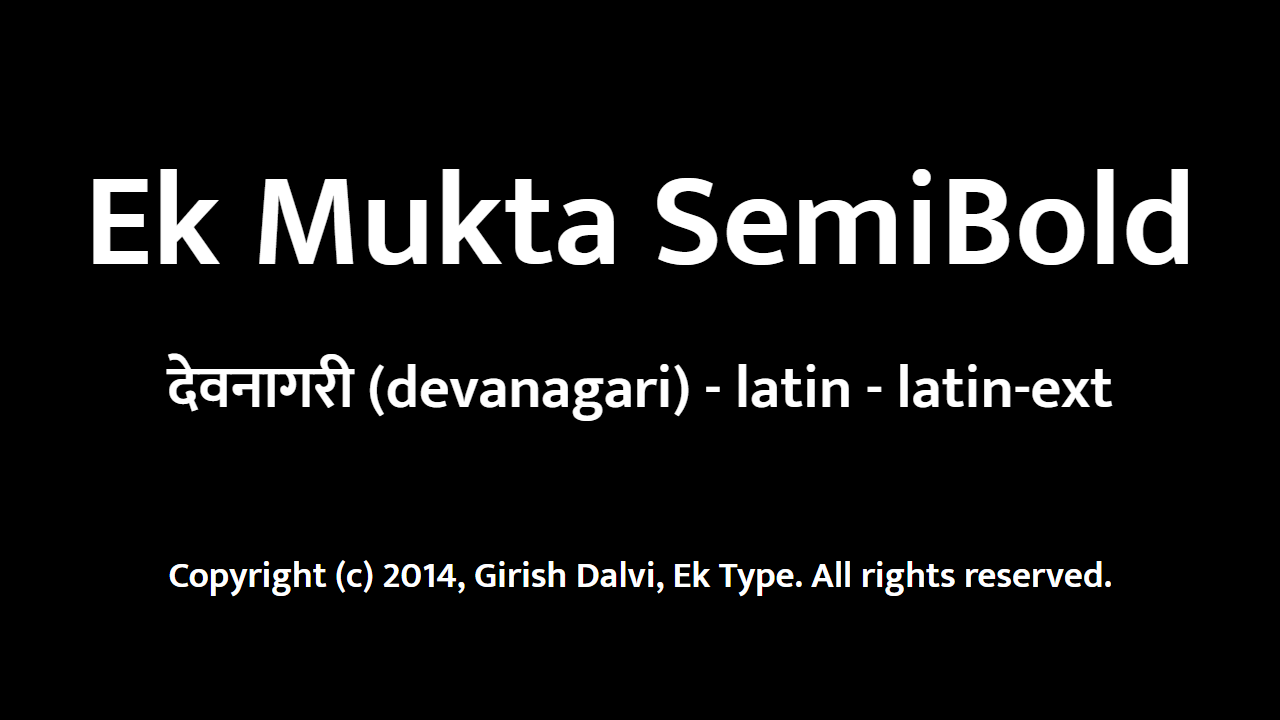 Ek Mukta SemiBold
देवनागरी (devanagari) - latin - latin-ext
Copyright (c) 2014, Girish Dalvi, Ek Type. All rights reserved.